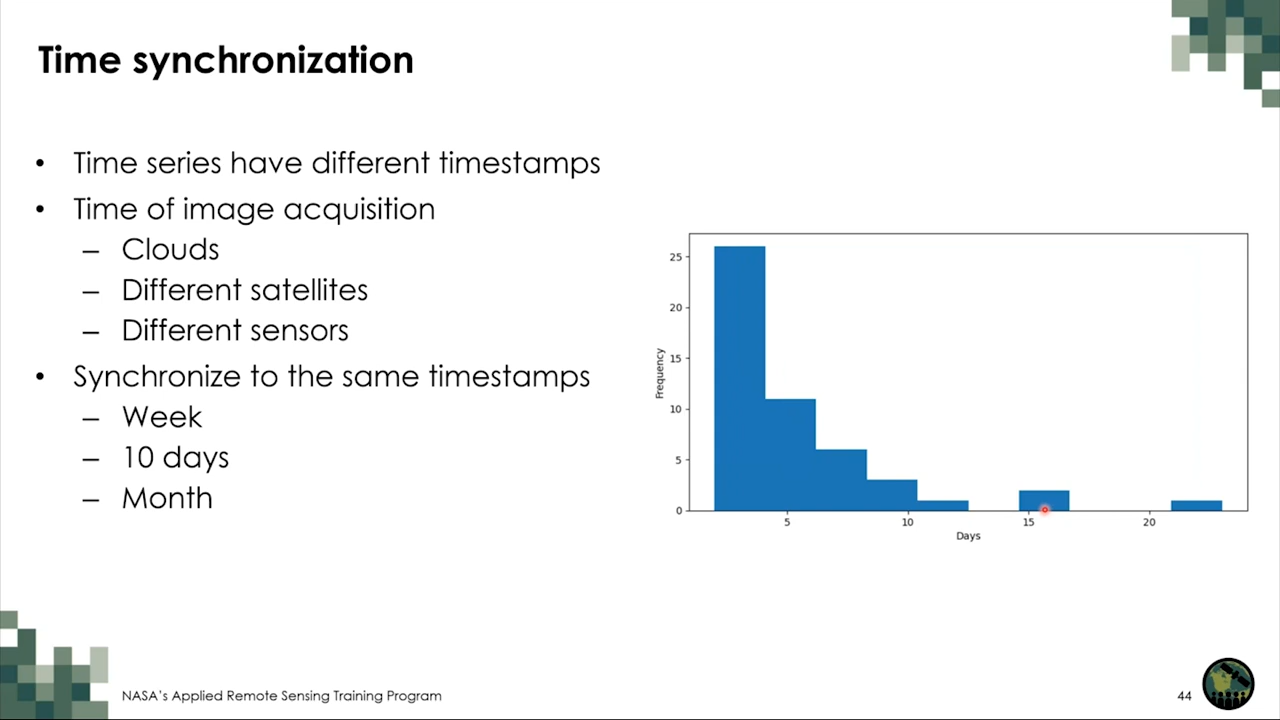 Time synchronization
• Time series have different timestamps
• Time of image acquisition
– Clouds
– Different satellites
– Different sensors
• Synchronize to the same timestamps
– Week
– 10 days
– Month
Frequency
25
20
15
10
5
0
5 10 15 20
Days
NASA's Applied Remote Sensing Training Program
44